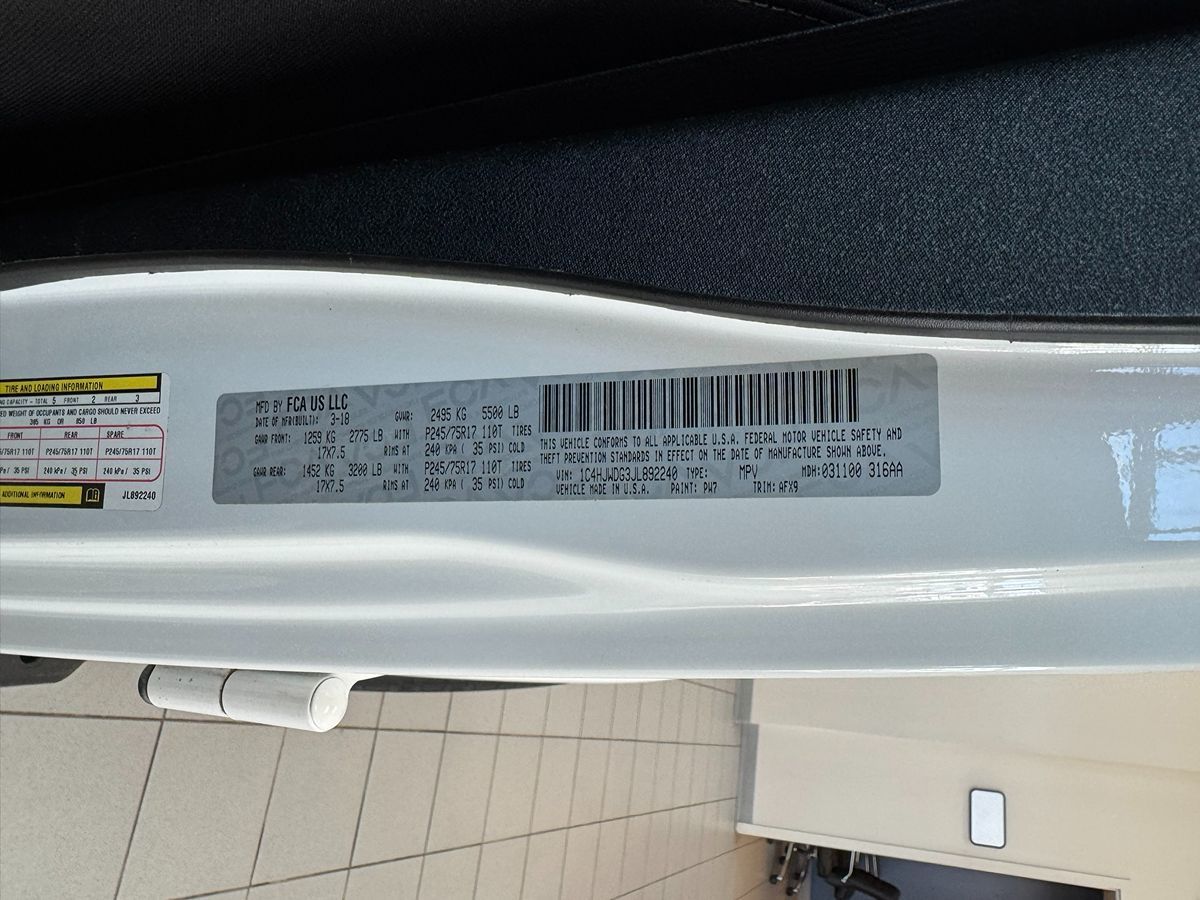 TIRE AND LOADING INFORMATION
NG CAPACITY - TOTAL 5 FRONT 2 REAR 3
ED WEIGHT OF OCCUPANTS AND CARGO SHOULD NEVER EXCEED
385 KG OR 850 LB
FRONT REAR SPARE
/75R17 110T P245/75R17 110T P245/75R17 110T
kPa / 35 PSI 240 kPa / 35 PSI 240 kPa / 35 PSI
ADDITIONAL INFORMATION
JL892240
MFD BY FCA US LLC
DATE OF MFR(BUILT): 3-18 GVWR: 2495 KG 5500 LB
GAWR FRONT: 1259 KG 2775 LB WITH P245/75R17 110T TIRES
17X7.5 RIMS AT 240 KPA ( 35 PSI) COLD
GAWR REAR: 1452 KG 3200 LB WITH P245/75R17 110T TIRES
17X7.5 RIMS AT 240 KPA ( 35 PSI) COLD
THIS VEHICLE CONFORMS TO ALL APPLICABLE U.S.A. FEDERAL MOTOR VEHICLE SAFETY AND
THEFT PREVENTION STANDARDS IN EFFECT ON THE DATE OF MANUFACTURE SHOWN ABOVE.
VIN: 1C4HJWDG3JL892240 TYPE: MPV MDH: 031100 316AA
VEHICLE MADE IN U.S.A. PAINT: PW7 TRIM: AFX9